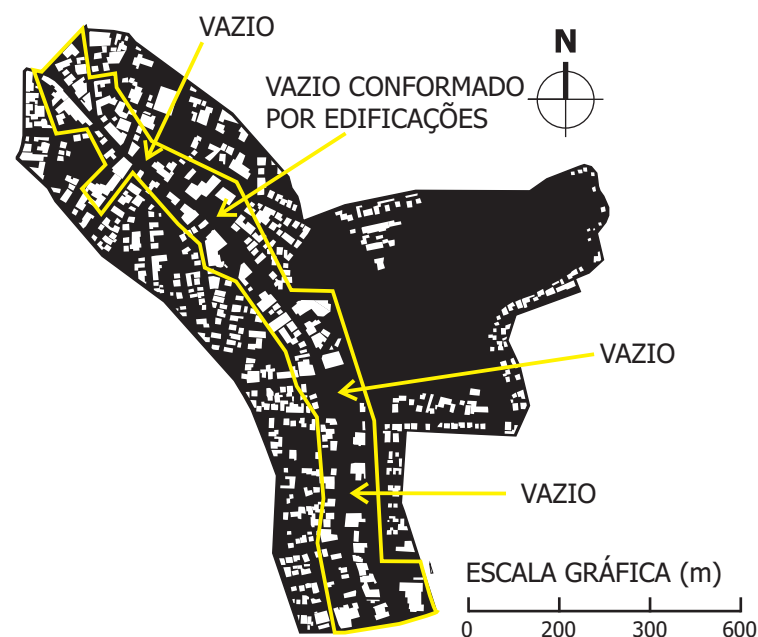 VAZIO
N
VAZIO CONFORMADO
POR EDIFICAÇÕES
VAZIO
VAZIO
ESCALA GRÁFICA (m)
0 200 300 600